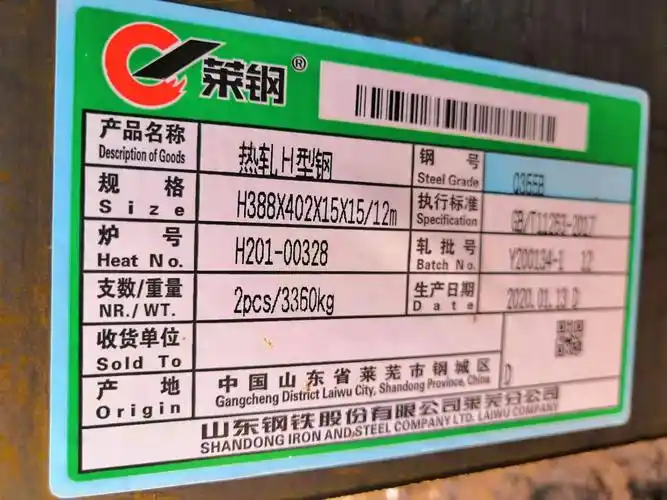 莱钢®
产品名称 热轧H型钢 钢号
Description of Goods Steel Grade
规格 H388X402X15X15/12m 执行标准 GB/T11263-2017
Size Specification
炉号 H201-00328 轧批号 Y200134-1 12
Heat No. Batch No.
支数/重量 2pcs/3360kg 生产日期 2020.01.13 D
NR./WT. Date
收货单位
Sold To
产地 中国山东省莱芜市钢城区 D
Origin Gangcheng District Laiwu City, Shandong Province, China
山东钢铁股份有限公司莱芜分公司
SHANDONG IRON AND STEEL COMPANY LTD. LAIWU COMPANY